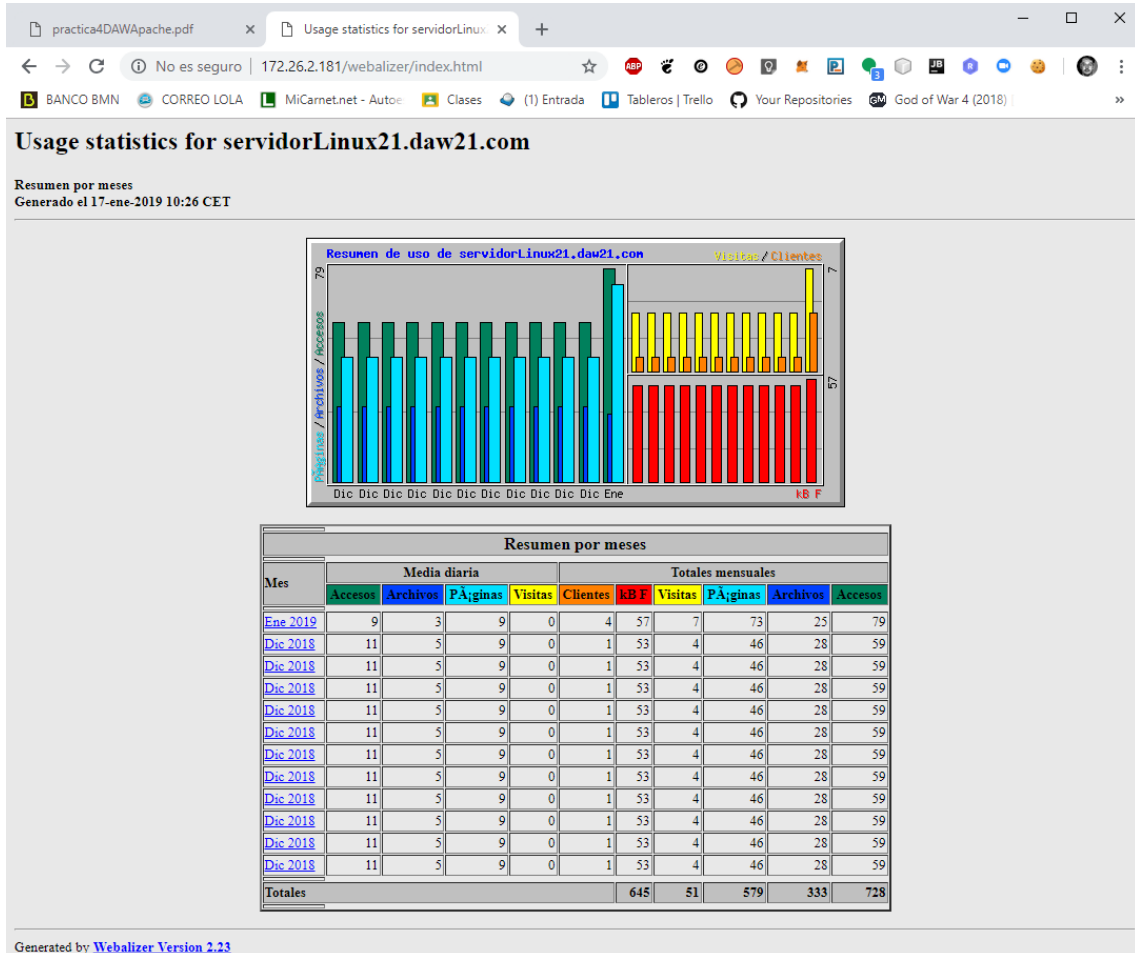 practica4DAWApache.pdf
Usage statistics for servidorLinux
No es seguro | 172.26.2.181/webalizer/index.html
BANCO BMN CORREO LOLA MiCarnet.net - Autoe Clases (1) Entrada Tableros | Trello Your Repositories God of War 4 (2018) »
Usage statistics for servidorLinux21.daw21.com
Resumen por meses
Generado el 17-ene-2019 10:26 CET
Resumen de uso de servidorLinux21.daw21.com Visitas/Clientes
79
7
57
PÃ¡ginas / Archivos / Accesos
Dic Dic Dic Dic Dic Dic Dic Dic Dic Dic Dic Ene kB F
Resumen por meses
Mes Media diaria Totales mensuales
Accesos Archivos PÃ¡ginas Visitas Clientes kB F Visitas PÃ¡ginas Archivos Accesos
Ene 2019 9 3 9 0 4 57 7 73 25 79
Dic 2018 11 5 9 0 1 53 4 46 28 59
Dic 2018 11 5 9 0 1 53 4 46 28 59
Dic 2018 11 5 9 0 1 53 4 46 28 59
Dic 2018 11 5 9 0 1 53 4 46 28 59
Dic 2018 11 5 9 0 1 53 4 46 28 59
Dic 2018 11 5 9 0 1 53 4 46 28 59
Dic 2018 11 5 9 0 1 53 4 46 28 59
Dic 2018 11 5 9 0 1 53 4 46 28 59
Dic 2018 11 5 9 0 1 53 4 46 28 59
Dic 2018 11 5 9 0 1 53 4 46 28 59
Dic 2018 11 5 9 0 1 53 4 46 28 59
Totales 645 51 579 333 728
Generated by Webalizer Version 2.23